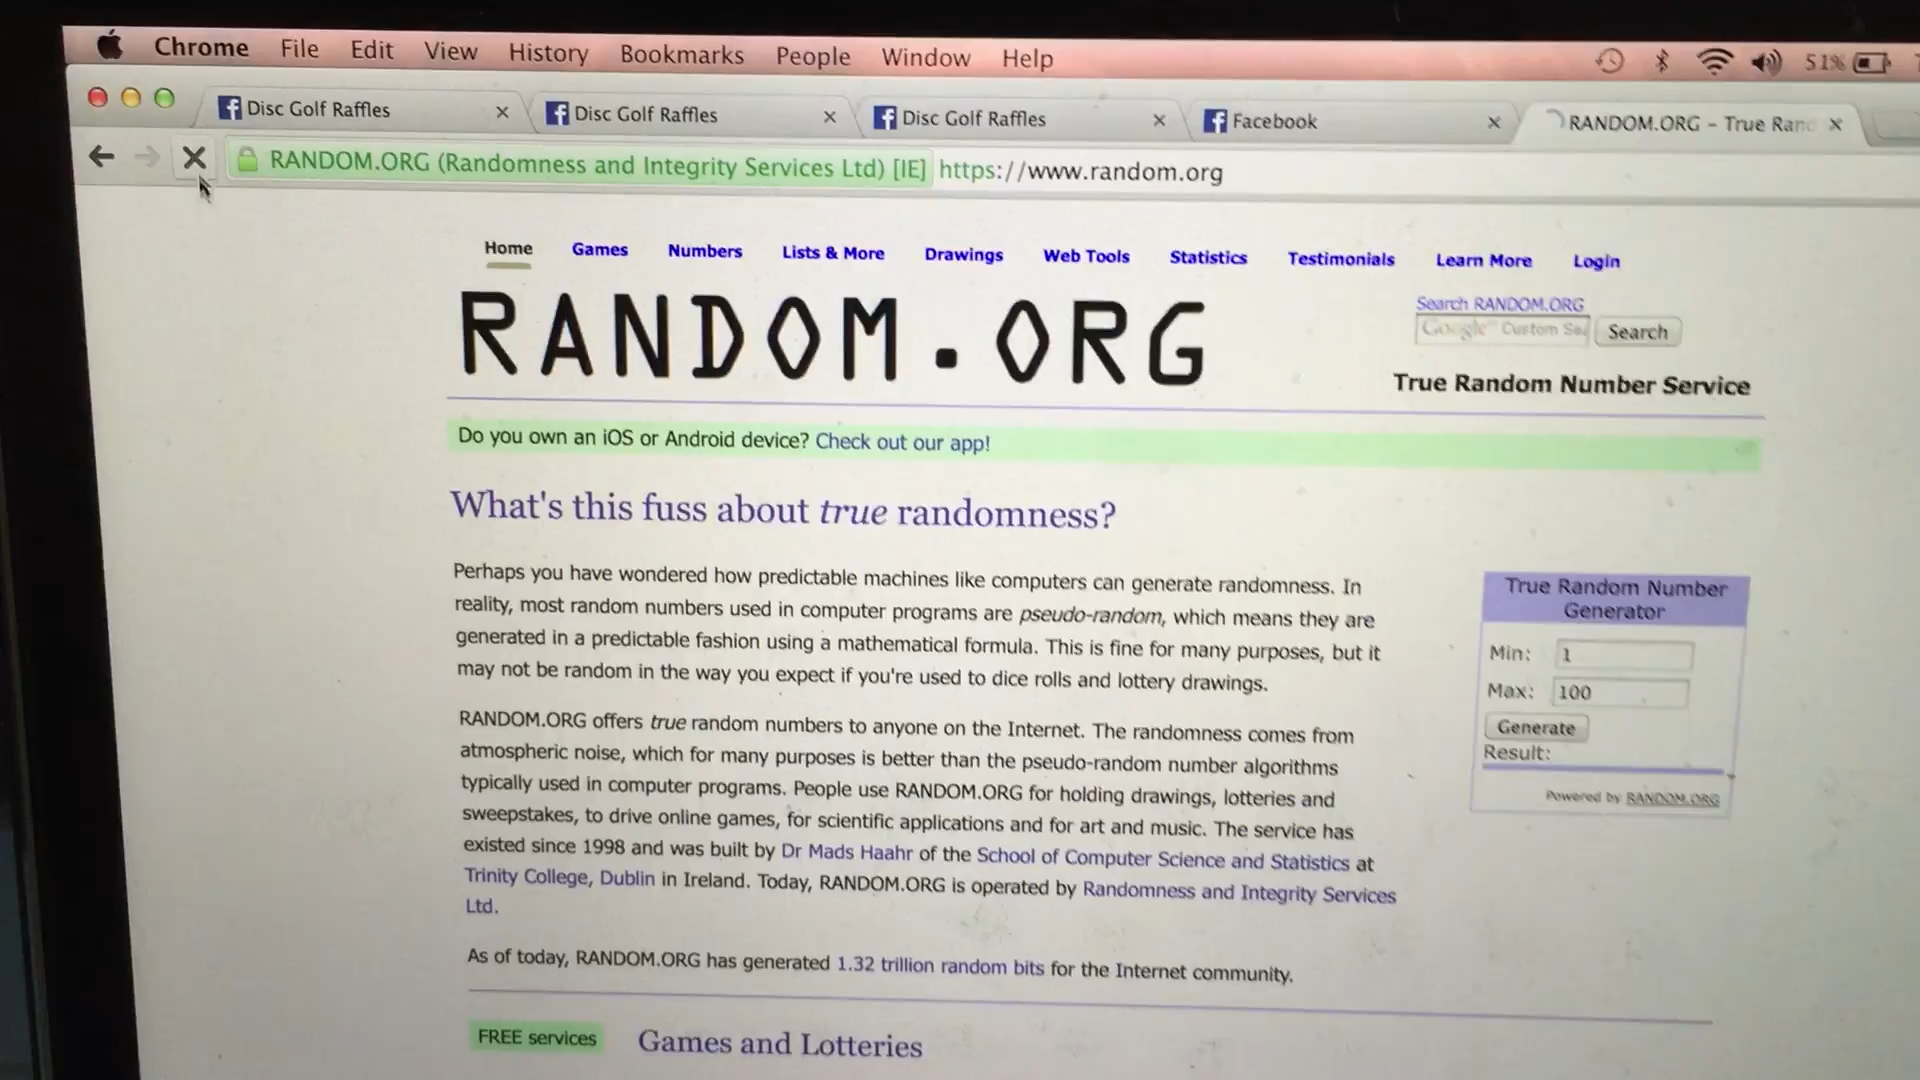 Chrome File Edit View History Bookmarks People Window Help 51%
Disc Golf Raffles Disc Golf Raffles Disc Golf Raffles Facebook RANDOM.ORG - True Rand
RANDOM.ORG (Randomness and Integrity Services Ltd) [IE] https://www.random.org
Home Games Numbers Lists & More Drawings Web Tools Statistics Testimonials Learn More Login
RANDOM.ORG
Search RANDOM.ORG
Google™ Custom Sea Search
True Random Number Service
Do you own an iOS or Android device? Check out our app!
What's this fuss about true randomness?
Perhaps you have wondered how predictable machines like computers can generate randomness. In
reality, most random numbers used in computer programs are pseudo-random, which means they are
generated in a predictable fashion using a mathematical formula. This is fine for many purposes, but it
may not be random in the way you expect if you're used to dice rolls and lottery drawings.
RANDOM.ORG offers true random numbers to anyone on the Internet. The randomness comes from
atmospheric noise, which for many purposes is better than the pseudo-random number algorithms
typically used in computer programs. People use RANDOM.ORG for holding drawings, lotteries and
sweepstakes, to drive online games, for scientific applications and for art and music. The service has
existed since 1998 and was built by Dr Mads Haahr of the School of Computer Science and Statistics at
Trinity College, Dublin in Ireland. Today, RANDOM.ORG is operated by Randomness and Integrity Services
Ltd.
As of today, RANDOM.ORG has generated 1.32 trillion random bits for the Internet community.
True Random Number
Generator
Min: 1
Max: 100
Generate
Result:
Powered by RANDOM.ORG
FREE services Games and Lotteries